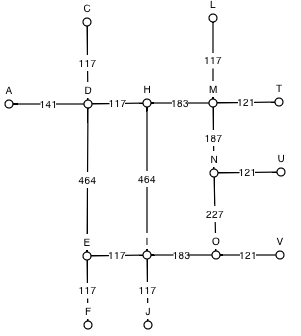 C L
117 117
A D H M T
141 117 183 121
187
N U
464 464 121
227
E I O V
117 183 121
117 117
F J